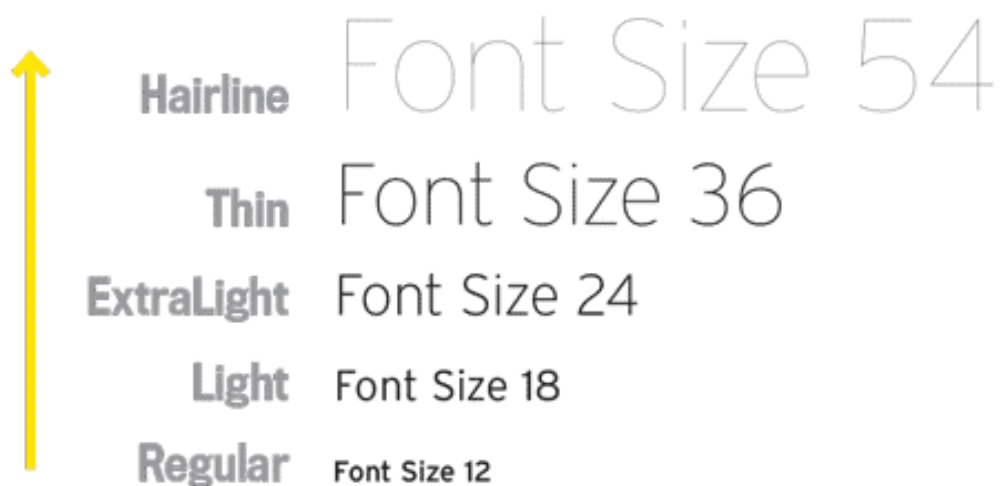 Hairline Font Size 54
Thin Font Size 36
ExtraLight Font Size 24
Light Font Size 18
Regular Font Size 12